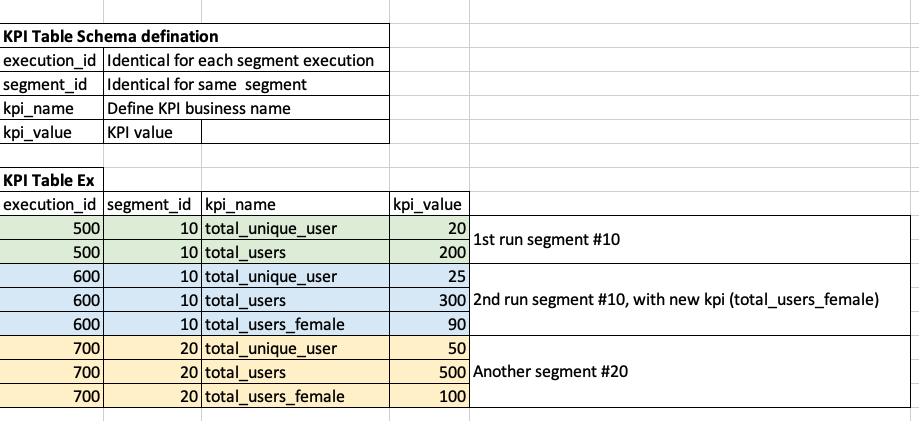 KPI Table Schema defination
execution_id Identical for each segment execution
segment_id Identical for same segment
kpi_name Define KPI business name
kpi_value KPI value
KPI Table Ex
execution_id segment_id kpi_name kpi_value
500 10 total_unique_user 20
1st run segment #10
500 10 total_users 200
600 10 total_unique_user 25
600 10 total_users 300 2nd run segment #10, with new kpi (total_users_female)
600 10 total_users_female 90
700 20 total_unique_user 50
700 20 total_users 500 Another segment #20
700 20 total_users_female 100